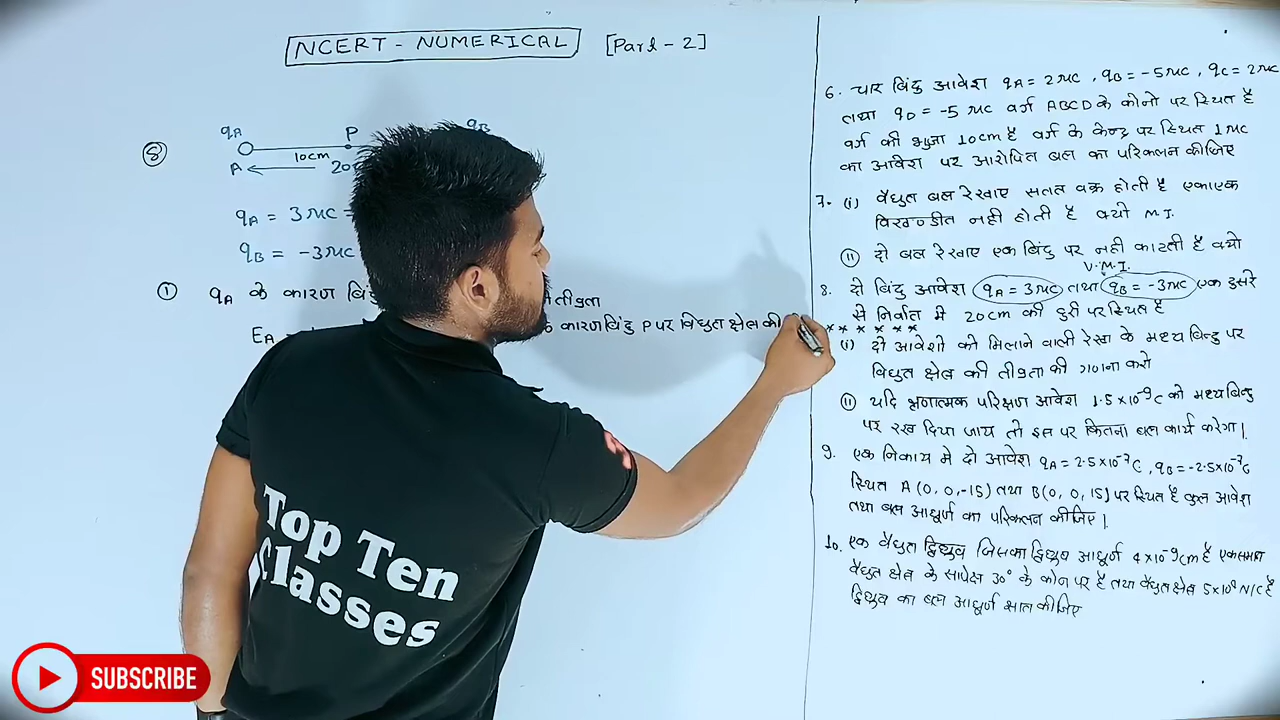 NCERT - NUMERICAL [Part - 2]
8
qA P qB
10cm
A 20
qA = 3μC =
qB = -3μC
① qA के कारण बिंदु तीव्रता
EA
कारण बिंदु P पर विधुत क्षेत्र की
6. चार बिंदु आवेश qA = 2μC, qB = -5μC, qC = 2μC
तथा qD = -5μC वर्ग ABCD के कोनो पर स्थित है
वर्ग की भुजा 10cm है वर्ग के केन्द्र पर स्थित 1μC
का आवेश पर आरोपित बल का परिकलन कीजिए
7. (i) वैधुत बल रेखाए सतत वक्र होती है एकाएक
विखण्डीत नही होती है क्यो M.I.
(ii) दो बल रेखाए एक बिंदु पर नही काटती है क्यो
V.M.I.
8. दो बिंदु आवेश qA = 3μC तथा qB = -3μC एक दुसरे
से निर्वात मे 20cm की दुरी पर स्थित है
××××××
(i) दो आवेशो को मिलाने वाली रेखा के मध्य बिन्दु पर
विधुत क्षेत्र की तीव्रता की गणना करो
(ii) यदि ऋणात्मक परिक्षण आवेश 1.5×10⁻⁹C को मध्य बिन्दु
पर रख दिया जाय तो इस पर कितना बल कार्य करेगा।
9. एक निकाय मे दो आवेश qA = 2.5×10⁻⁷C, qB = -2.5×10⁻⁷C
स्थित A (0, 0, -15) तथा B(0, 0, 15) पर स्थित है कुल आवेश
तथा बल आधूर्ण का परिकलन कीजिए।
10. एक वैधुत द्विध्रुव जिसका द्विध्रुव आधूर्ण 4×10⁻⁹cm है एकसमान
वैधुत क्षेत्र के सापेक्ष 30° के कोन पर है तथा वैधुत क्षेत्र N/C है
द्विध्रुव का बल आधूर्ण ज्ञात कीजिए
Top Ten
Classes
SUBSCRIBE